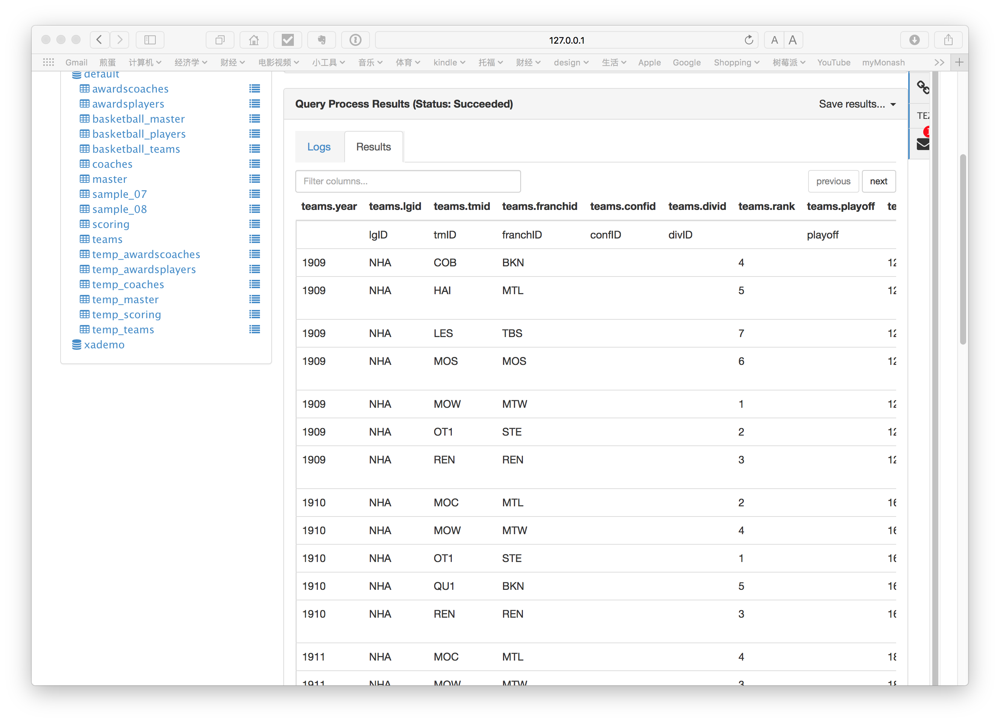 127.0.0.1 A A
Gmail 煎蛋 计算机 经济学 财经 电影视频 小工具 音乐 体育 kindle 托福 财经 design 生活 Apple Google Shopping 树莓派 YouTube myMonash
default
awardscoaches
awardsplayers
basketball_master
basketball_players
basketball_teams
coaches
master
sample_07
sample_08
scoring
teams
temp_awardscoaches
temp_awardsplayers
temp_coaches
temp_master
temp_scoring
temp_teams
xademo
Query Process Results (Status: Succeeded) Save results...
Logs Results
Filter columns... previous next
teams.year teams.lgid teams.tmid teams.franchid teams.confid teams.divid teams.rank teams.playoff te
lgID tmID franchID confID divID playoff
1909 NHA COB BKN 4 12
1909 NHA HAI MTL 5 12
1909 NHA LES TBS 7 12
1909 NHA MOS MOS 6 12
1909 NHA MOW MTW 1 12
1909 NHA OT1 STE 2 12
1909 NHA REN REN 3 12
1910 NHA MOC MTL 2 16
1910 NHA MOW MTW 4 16
1910 NHA OT1 STE 1 16
1910 NHA QU1 BKN 5 16
1910 NHA REN REN 3 16
1911 NHA MOC MTL 4 18
1911 NHA MOW MTW 3 18
TEZ